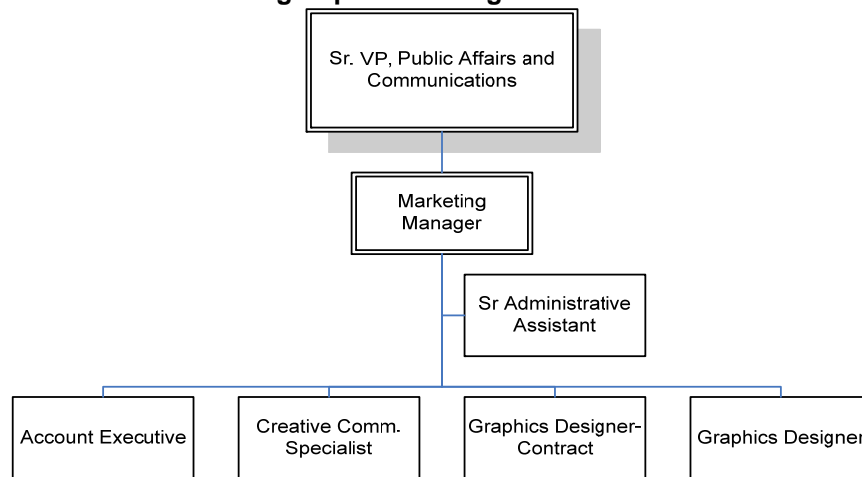 Sr. VP, Public Affairs and
Communications
Marketing
Manager
Sr Administrative
Assistant
Account Executive
Creative Comm.
Specialist
Graphics Designer-
Contract
Graphics Designer